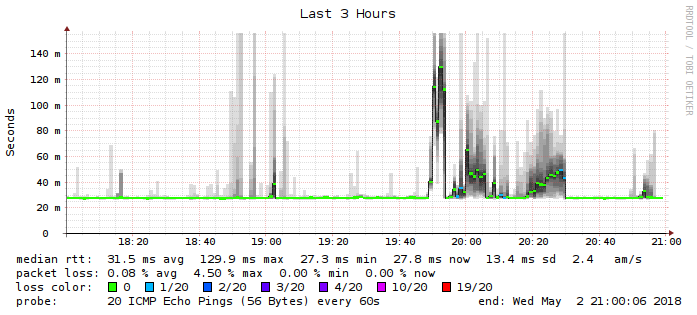 Last 3 Hours
RRDTOOL / TOBI OETIKER
Seconds
140 m
120 m
100 m
80 m
60 m
40 m
20 m
0
18:20 18:40 19:00 19:20 19:40 20:00 20:20 20:40 21:00
median rtt: 31.5 ms avg 129.9 ms max 27.3 ms min 27.8 ms now 13.4 ms sd 2.4 am/s
packet loss: 0.08 % avg 4.50 % max 0.00 % min 0.00 % now
loss color: 0 1/20 2/20 3/20 4/20 10/20 19/20
probe: 20 ICMP Echo Pings (56 Bytes) every 60s end: Wed May 2 21:00:06 2018